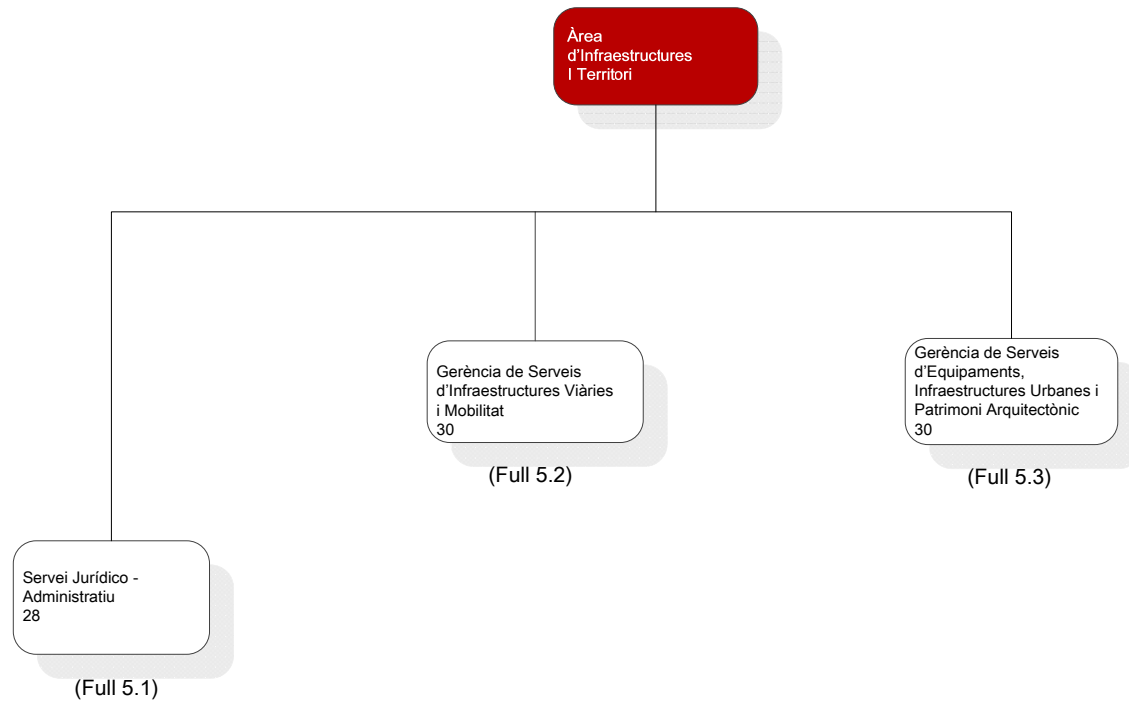 Àrea
d'Infraestructures
I Territori
Gerència de Serveis
d'Infraestructures Viàries
i Mobilitat
30
(Full 5.2)
Gerència de Serveis
d'Equipaments,
Infraestructures Urbanes i
Patrimoni Arquitectònic
30
(Full 5.3)
Servei Jurídico -
Administratiu
28
(Full 5.1)